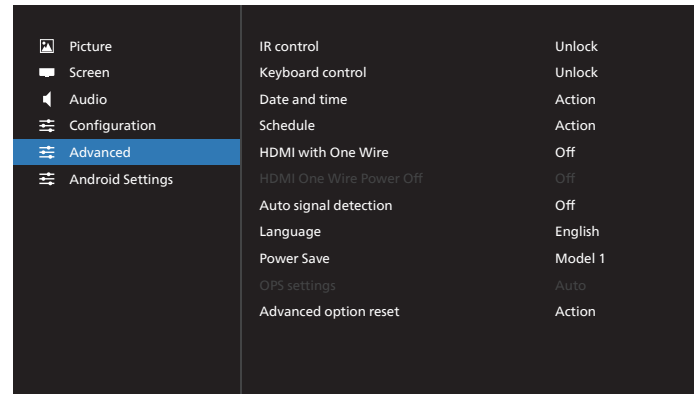 Picture
Screen
Audio
Configuration
Advanced
Android Settings
IR control Unlock
Keyboard control Unlock
Date and time Action
Schedule Action
HDMI with One Wire Off
HDMI One Wire Power Off Off
Auto signal detection Off
Language English
Power Save Model 1
OPS settings Auto
Advanced option reset Action